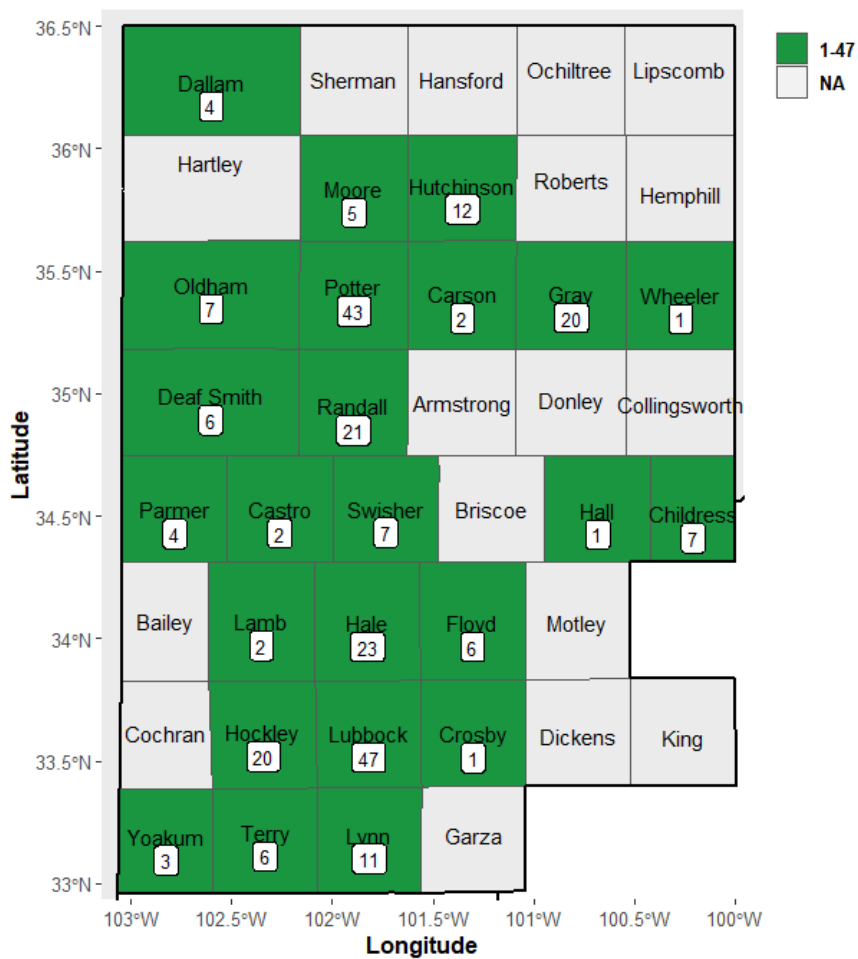 36.5°N
1-47
NA
Dallam
4
Sherman
Hansford
Ochiltree
Lipscomb
36°N
Hartley
Moore
5
Hutchinson
12
Roberts
Hemphill
35.5°N
Oldham
7
Potter
43
Carson
2
Gray
20
Wheeler
1
35°N
Deaf Smith
6
Randall
21
Armstrong
Donley
Collingsworth
Latitude
34.5°N
Parmer
4
Castro
2
Swisher
7
Briscoe
Hall
1
Childress
7
34°N
Bailey
Lamb
2
Hale
23
Floyd
6
Motley
33.5°N
Cochran
Hockley
20
Lubbock
47
Crosby
1
Dickens
King
33°N
Yoakum
3
Terry
6
Lynn
11
Garza
103°W 102.5°W 102°W 101.5°W 101°W 100.5°W 100°W
Longitude